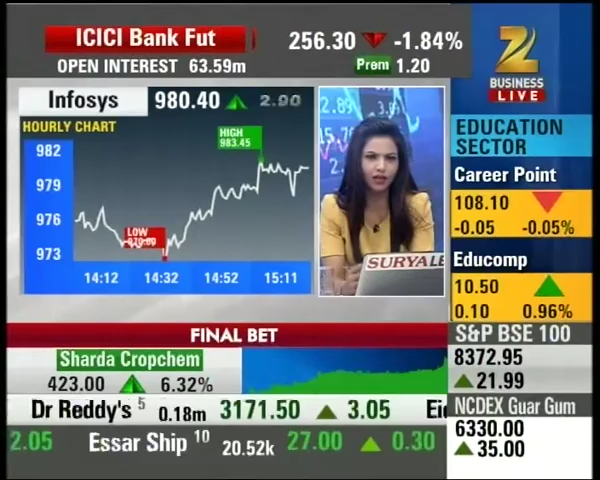 ICICI Bank Fut
256.30 -1.84%
OPEN INTEREST 63.59m
Prem 1.20
Z
BUSINESS
LIVE
Infosys 980.40 2.90
HOURLY CHART
HIGH
983.45
982
979
976
973
LOW
14:12 14:32 14:52 15:11
SURYALE
EDUCATION
SECTOR
Career Point
108.10
-0.05 -0.05%
Educomp
10.50
0.10 0.96%
FINAL BET
Sharda Cropchem
423.00 6.32%
S&P BSE 100
8372.95
21.99
Dr Reddy's 5 0.18m 3171.50 3.05 Eic
NCDEX Guar Gum
6330.00
35.00
2.05 Essar Ship 10 20.52k 27.00 0.30